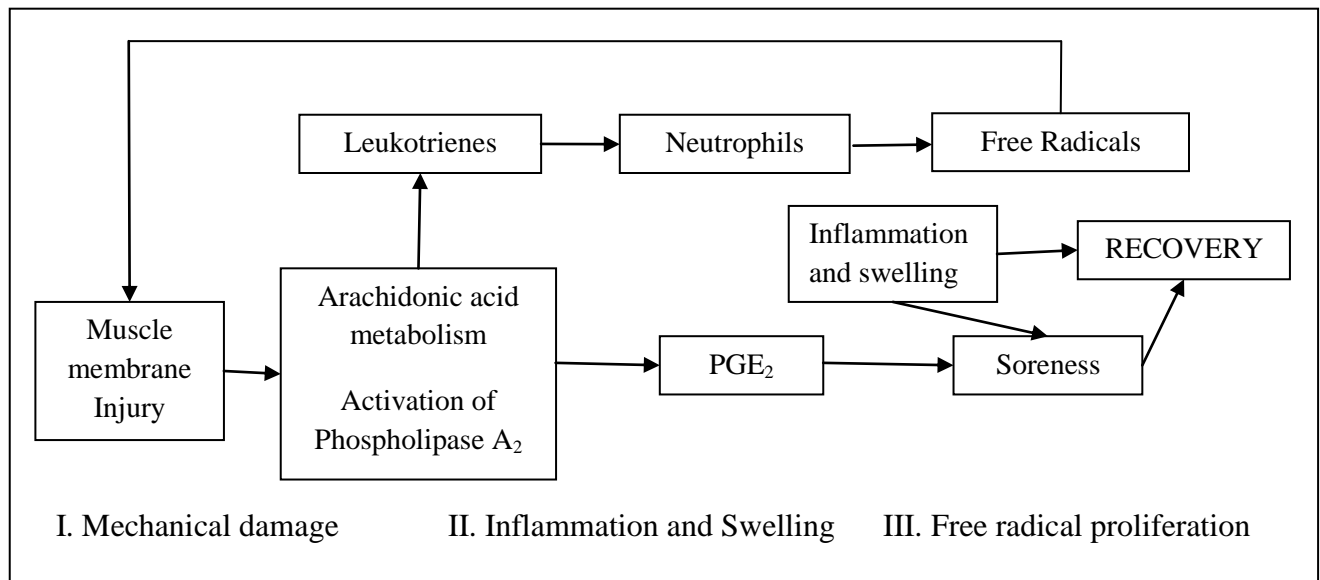 Leukotrienes
Neutrophils
Free Radicals
Inflammation
and swelling
RECOVERY
Muscle
membrane
Injury
Arachidonic acid
metabolism
Activation of
Phospholipase A₂
PGE₂
Soreness
I. Mechanical damage
II. Inflammation and Swelling
III. Free radical proliferation